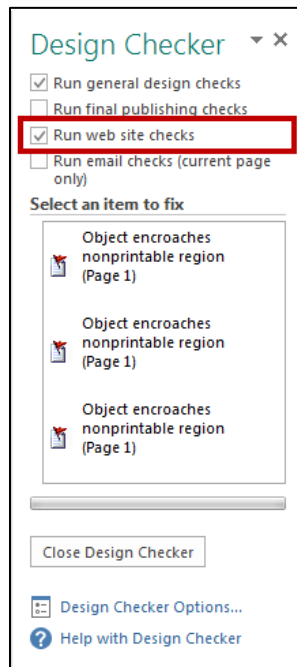 Design Checker
Run general design checks
Run final publishing checks
Run web site checks
Run email checks (current page
only)
Select an item to fix
Object encroaches
nonprintable region
(Page 1)
Object encroaches
nonprintable region
(Page 1)
Object encroaches
nonprintable region
(Page 1)
Close Design Checker
Design Checker Options...
Help with Design Checker